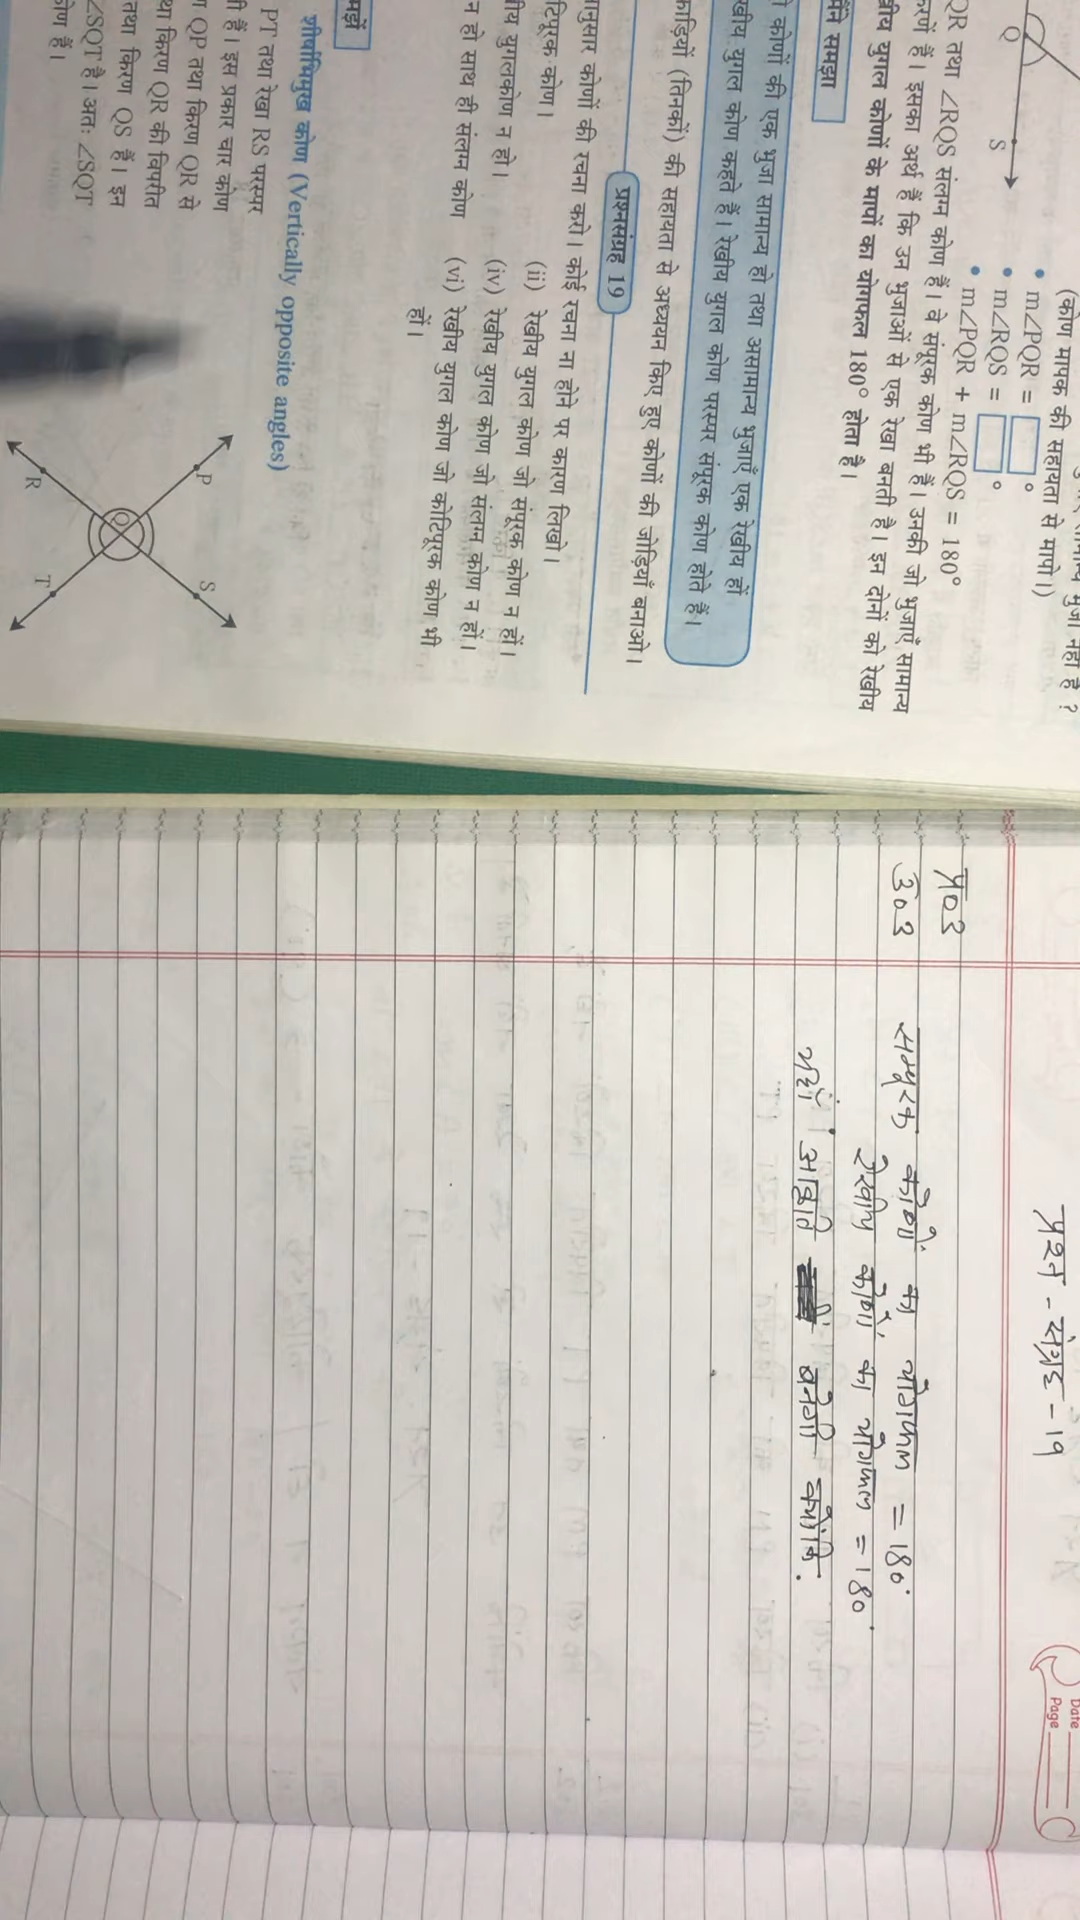 (कोण मापक की सहायता से मापो।)
• m∠PQR = °
• m∠RQS = °
• m∠PQR + m∠RQS = 180°
Q
S
QR तथा ∠RQS संलग्न कोण हैं। वे संपूरक कोण भी हैं। उनकी जो भुजाएँ सामान्य
हैं। इसका अर्थ है कि उन भुजाओं से एक रेखा बनती है। इन दोनों को रेखीय
युगल कोणों के मापों का योगफल 180° होता है।
मैंने समझा
कोणों की एक भुजा सामान्य हो तथा असामान्य भुजाएँ एक रेखीय हों
युगल कोण कहते हैं। रेखीय युगल कोण परस्पर संपूरक कोण होते हैं।
(तिनकों) की सहायता से अध्ययन किए हुए कोणों की जोड़ियाँ बनाओ।
प्रश्नसंग्रह 19
कोणों की रचना करो। कोई रचना ना होने पर कारण लिखो।
कोण।
(ii) रेखीय युगल कोण जो संपूरक कोण न हों।
युगलकोण न हो।
(iv) रेखीय युगल कोण जो संलग्न कोण न हों।
न हो साथ ही संलग्न कोण
(vi) रेखीय युगल कोण जो कोटिपूरक कोण भी
हों।
शीर्षाभिमुख कोण (Vertically opposite angles)
PT तथा रेखा RS परस्पर
हैं। इस प्रकार चार कोण
QP तथा किरण QR से
किरण QR की विपरीत
तथा किरण QS हैं। इन
∠SQT है। अतः ∠SQT
हैं।
P
S
Q
R
T
Date
Page
प्रश्न - संग्रह - 19
प्र०3
उ०3
सम्पूरक कोणों का योगफल = 180°
रेखीय कोणों का योगफल = 180°
यहाँ आकृति बनेगी क्योंकि.